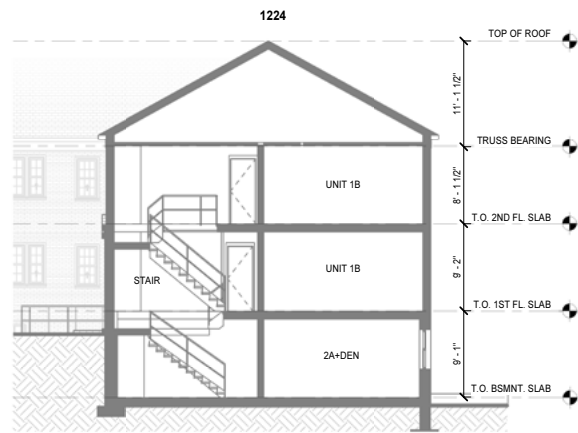 1224
TOP OF ROOF
11' - 1 1/2"
TRUSS BEARING
8' - 1 1/2"
UNIT 1B
T.O. 2ND FL. SLAB
9' - 2"
UNIT 1B
STAIR
T.O. 1ST FL. SLAB
9' - 1"
2A+DEN
T.O. BSMNT. SLAB